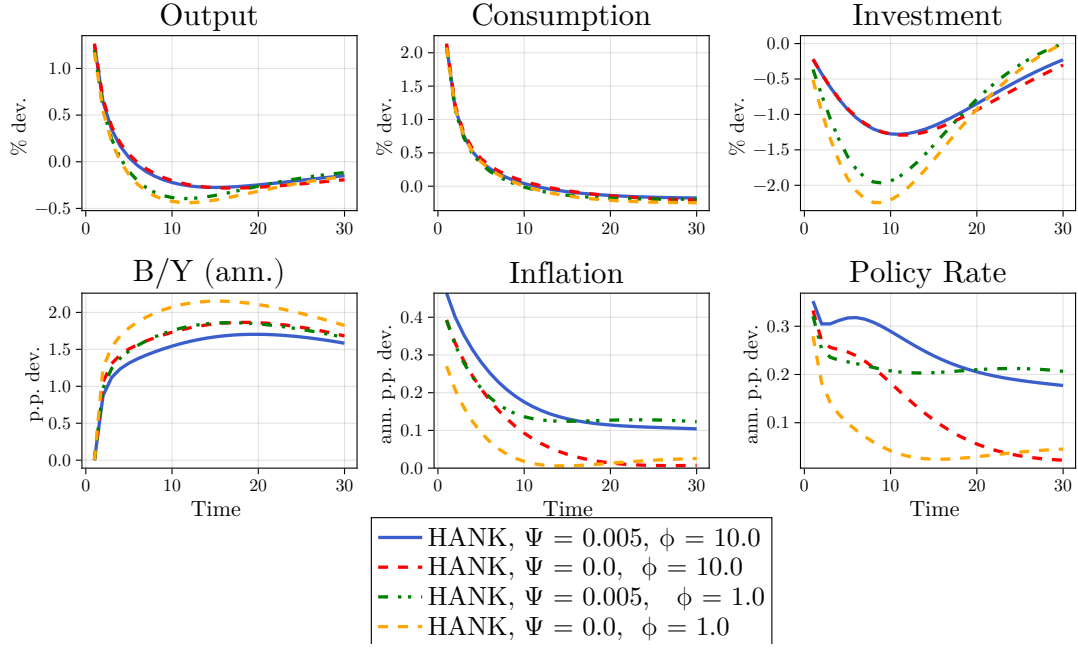 Output Consumption Investment
% dev.
1.0
0.5
0.0
−0.5
0 10 20 30
% dev.
2.0
1.5
1.0
0.5
0.0
0 10 20 30
% dev.
0.0
−0.5
−1.0
−1.5
−2.0
0 10 20 30
B/Y (ann.) Inflation Policy Rate
p.p. dev.
2.0
1.5
1.0
0.5
0.0
0 10 20 30
Time
ann. p.p. dev.
0.4
0.3
0.2
0.1
0.0
0 10 20 30
Time
ann. p.p. dev.
0.3
0.2
0.1
0 10 20 30
Time
HANK, Ψ = 0.005, ϕ = 10.0
HANK, Ψ = 0.0, ϕ = 10.0
HANK, Ψ = 0.005, ϕ = 1.0
HANK, Ψ = 0.0, ϕ = 1.0